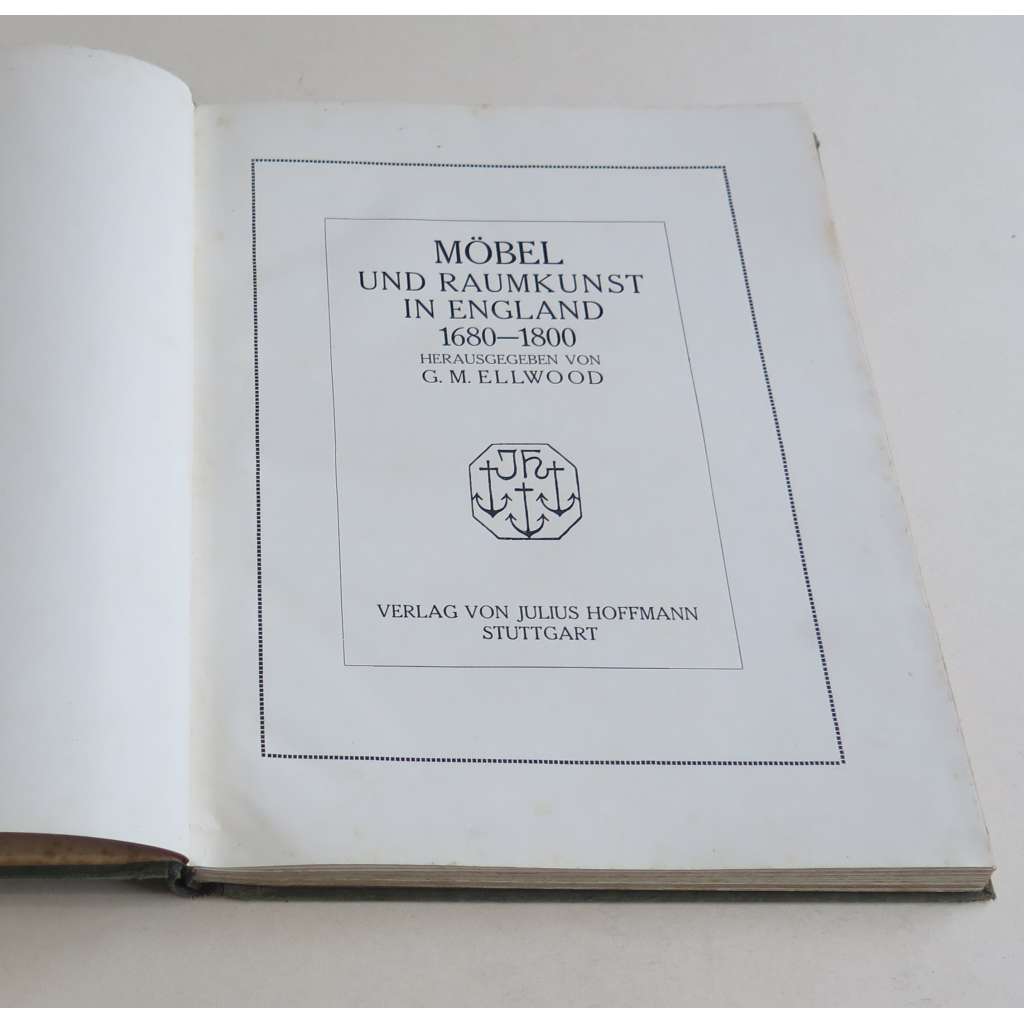 MÖBEL
UND RAUMKUNST
IN ENGLAND
1680—1800
HERAUSGEGEBEN VON
G. M. ELLWOOD
JH
VERLAG VON JULIUS HOFFMANN
STUTTGART